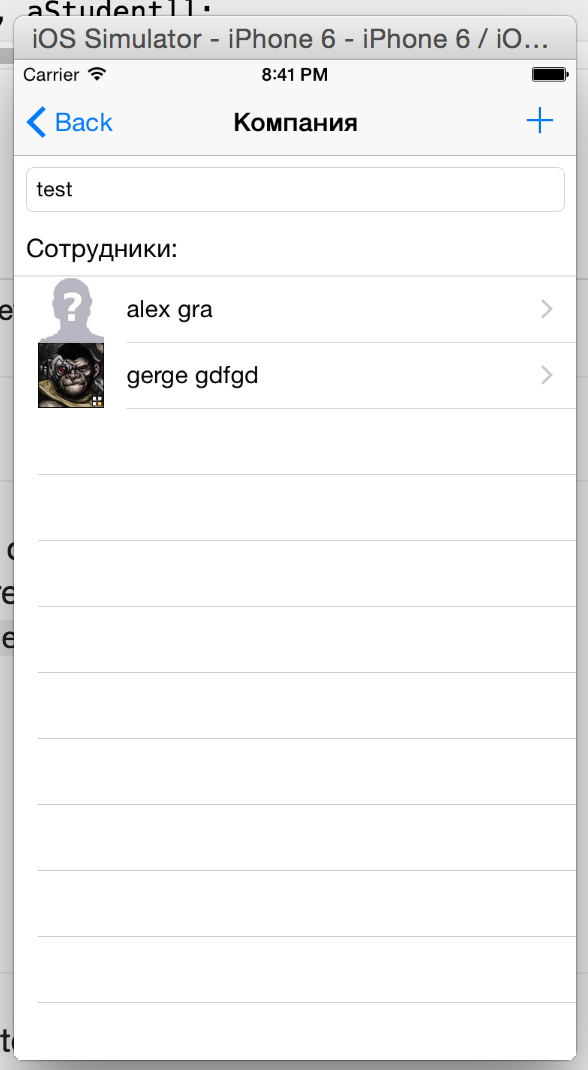 , aStudent]];
iOS Simulator - iPhone 6 - iPhone 6 / iO...
Carrier 8:41 PM
Back Компания
test
Сотрудники:
alex gra
gerge gdfgd